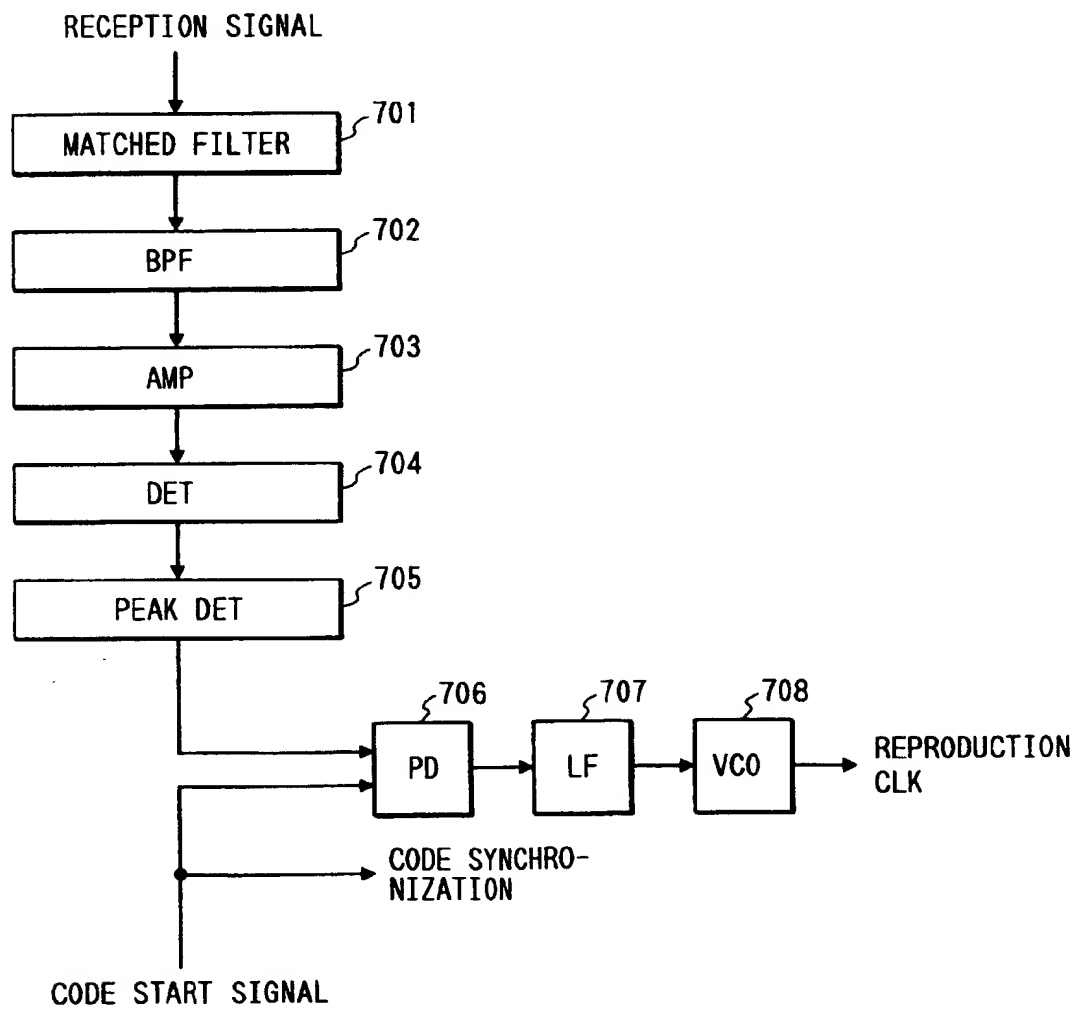 RECEPTION SIGNAL
701
MATCHED FILTER
702
BPF
703
AMP
704
DET
705
PEAK DET
706
707
708
PD
LF
VCO
REPRODUCTION
CLK
CODE SYNCHRO-
NIZATION
CODE START SIGNAL